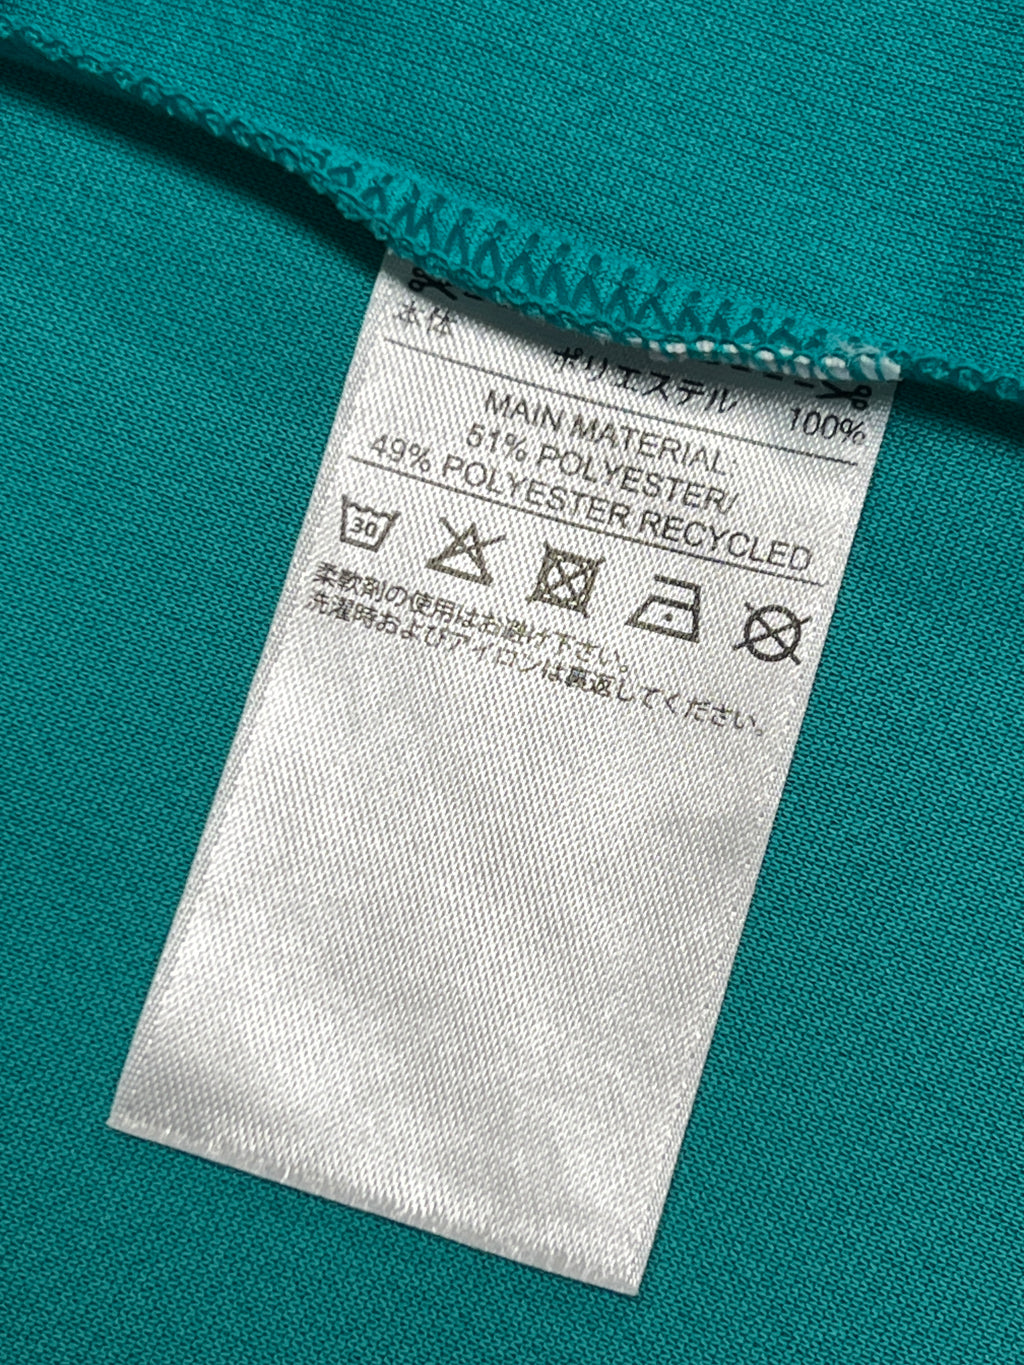 本体
ポリエステル 100%
MAIN MATERIAL:
51% POLYESTER/
49% POLYESTER RECYCLED
30
柔軟剤の使用はお避け下さい。
洗濯時およびアイロンは裏返してください。